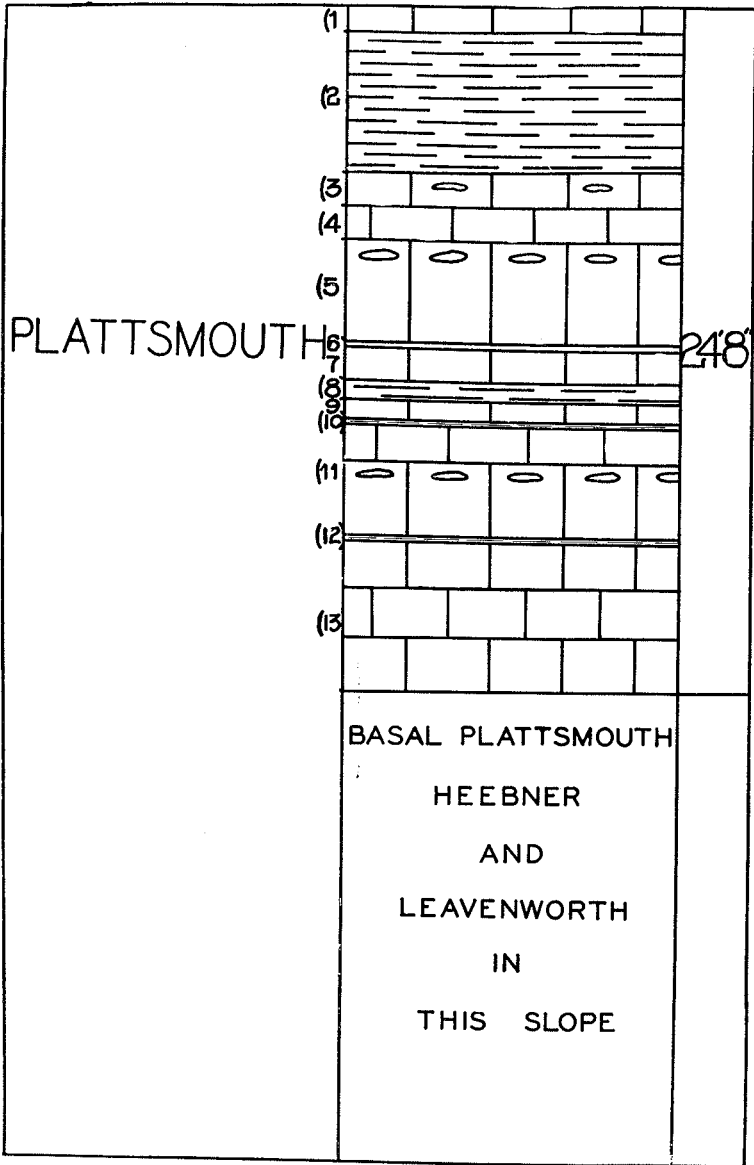 (1
(2
(3
(4
(5
PLATTSMOUTH
6
24'8"
7
(8
9
(10
(11
(12
(13
BASAL PLATTSMOUTH
HEEBNER
AND
LEAVENWORTH
IN
THIS SLOPE